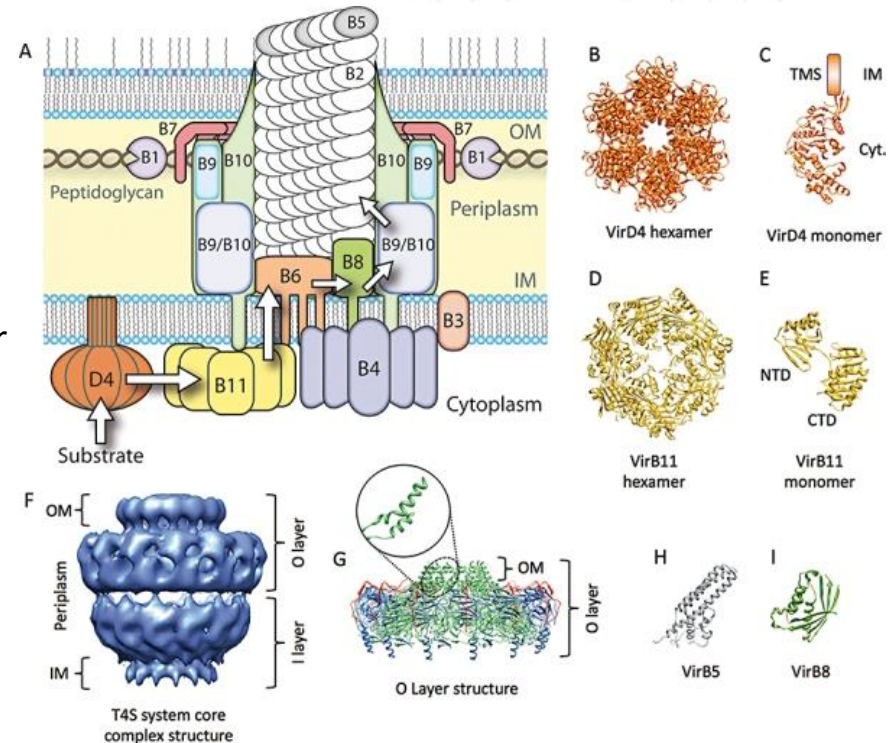 A
B5
B2
B7
B7
OM
B1
B9
B10
B10
B9
B1
Peptidoglycan
Periplasm
B9/B10
B9/B10
B8
B6
IM
B3
D4
B11
B4
Cytoplasm
Substrate
B
VirD4 hexamer
C
TMS
IM
Cyt.
VirD4 monomer
D
VirB11
hexamer
E
NTD
CTD
VirB11
monomer
F
OM
Periplasm
IM
O layer
I layer
T4S system core
complex structure
G
OM
O layer
O Layer structure
H
VirB5
I
VirB8